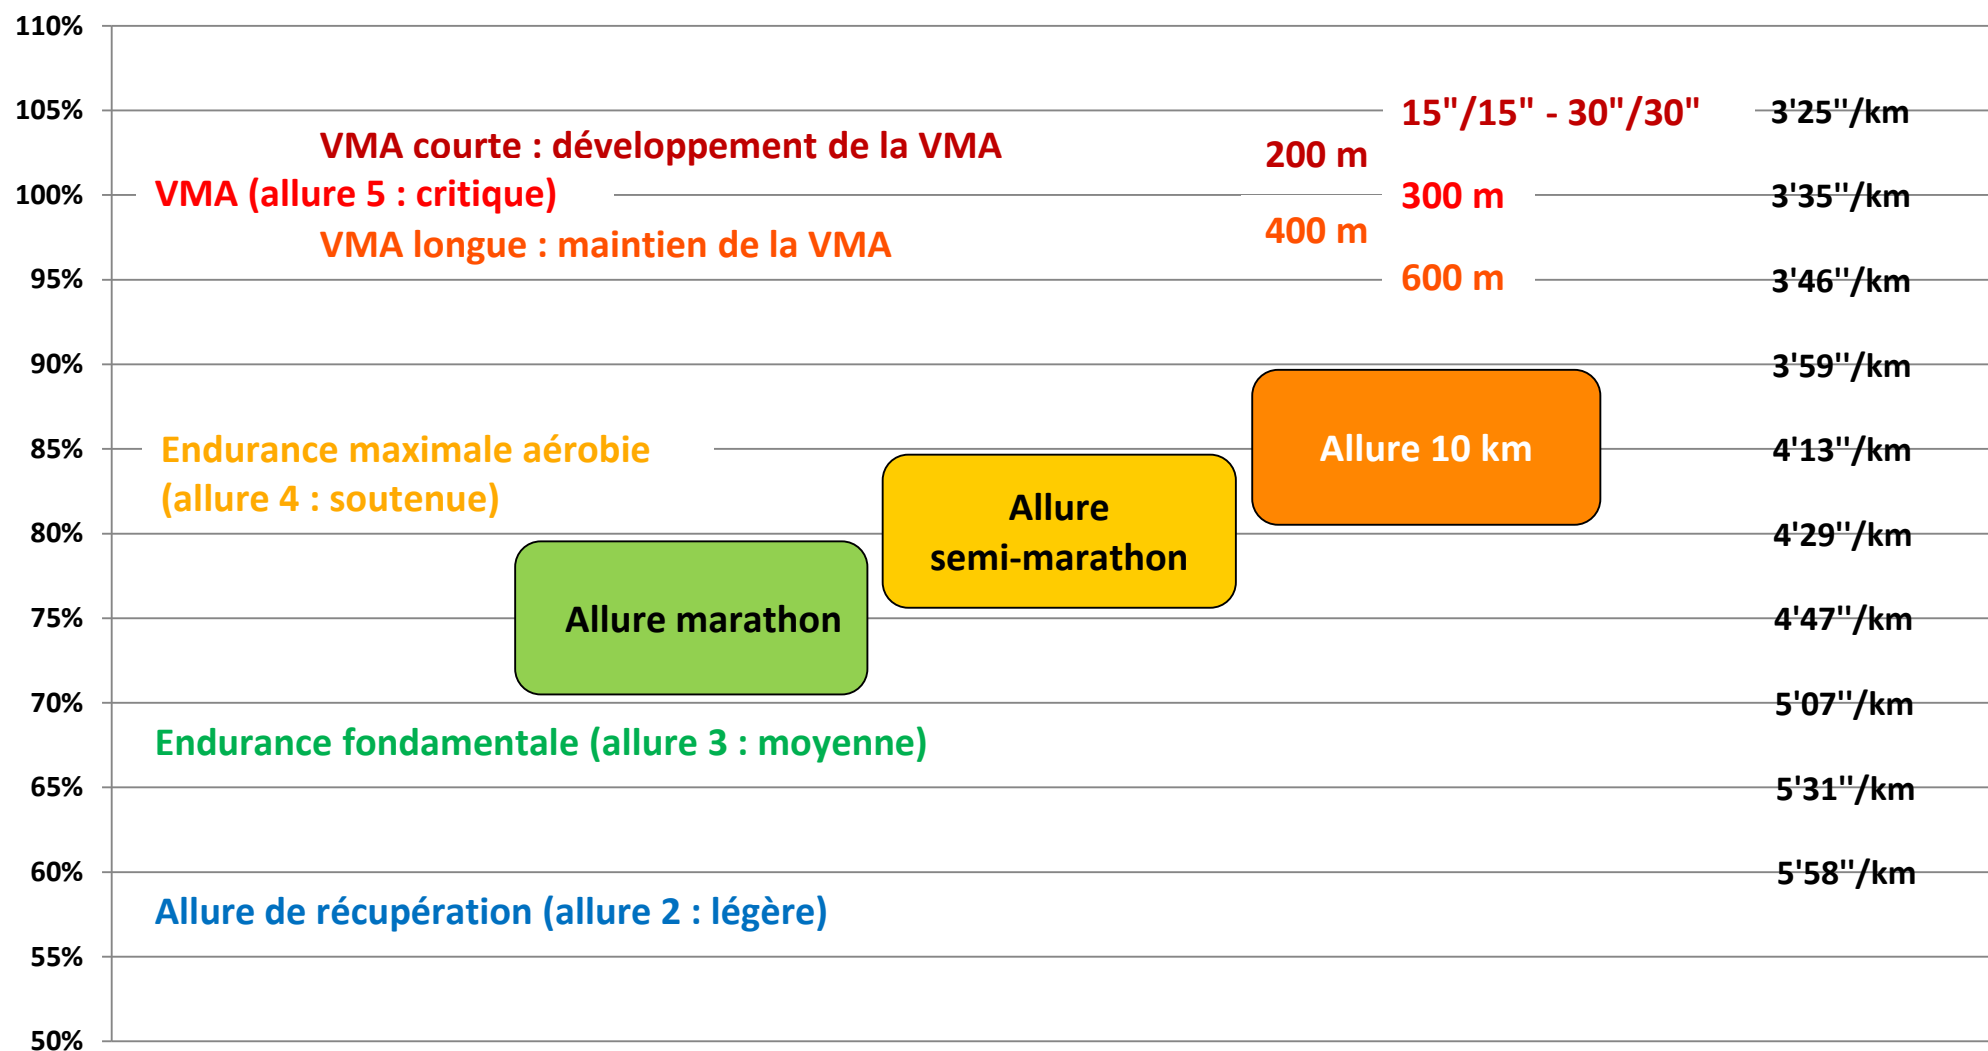 110%
105%
15"/15" - 30"/30"
3'25''/km
VMA courte : développement de la VMA
200 m
100%
VMA (allure 5 : critique)
300 m
3'35''/km
VMA longue : maintien de la VMA
400 m
95%
600 m
3'46''/km
90%
3'59''/km
85%
Endurance maximale aérobie
(allure 4 : soutenue)
Allure 10 km
4'13''/km
80%
Allure
semi-marathon
4'29''/km
75%
Allure marathon
4'47''/km
70%
5'07''/km
Endurance fondamentale (allure 3 : moyenne)
65%
5'31''/km
60%
5'58''/km
Allure de récupération (allure 2 : légère)
55%
50%